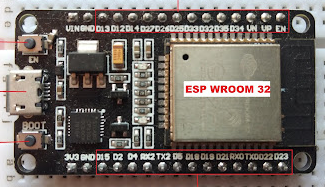 VIN GND D13 D12 D14 D27 D26 D25 D33 D32 D35 D34 VN VP EN
EN
ESP WROOM 32
BOOT
3V3 GND D15 D2 D4 RX2 TX2 D5 D18 D19 D21 RX0 TX0 D22 D23